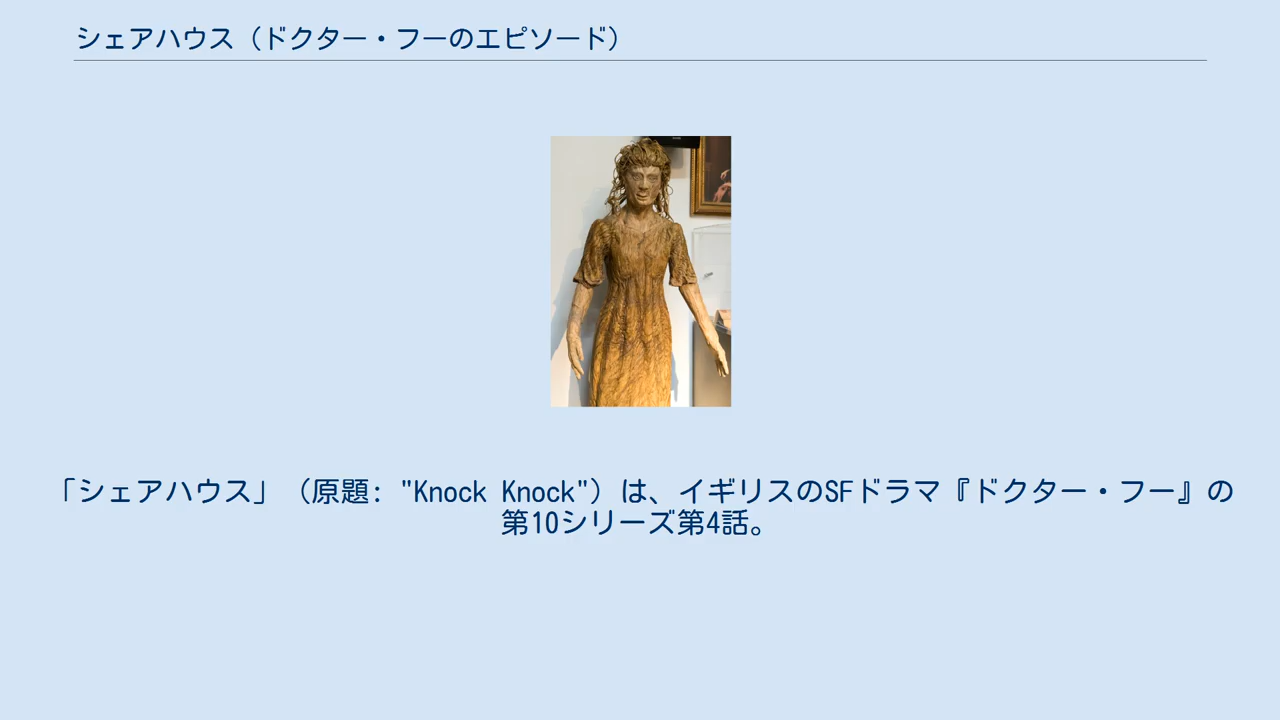 シェアハウス（ドクター・フーのエピソード）
「シェアハウス」（原題: "Knock Knock"）は、イギリスのSFドラマ『ドクター・フー』の
第10シリーズ第4話。